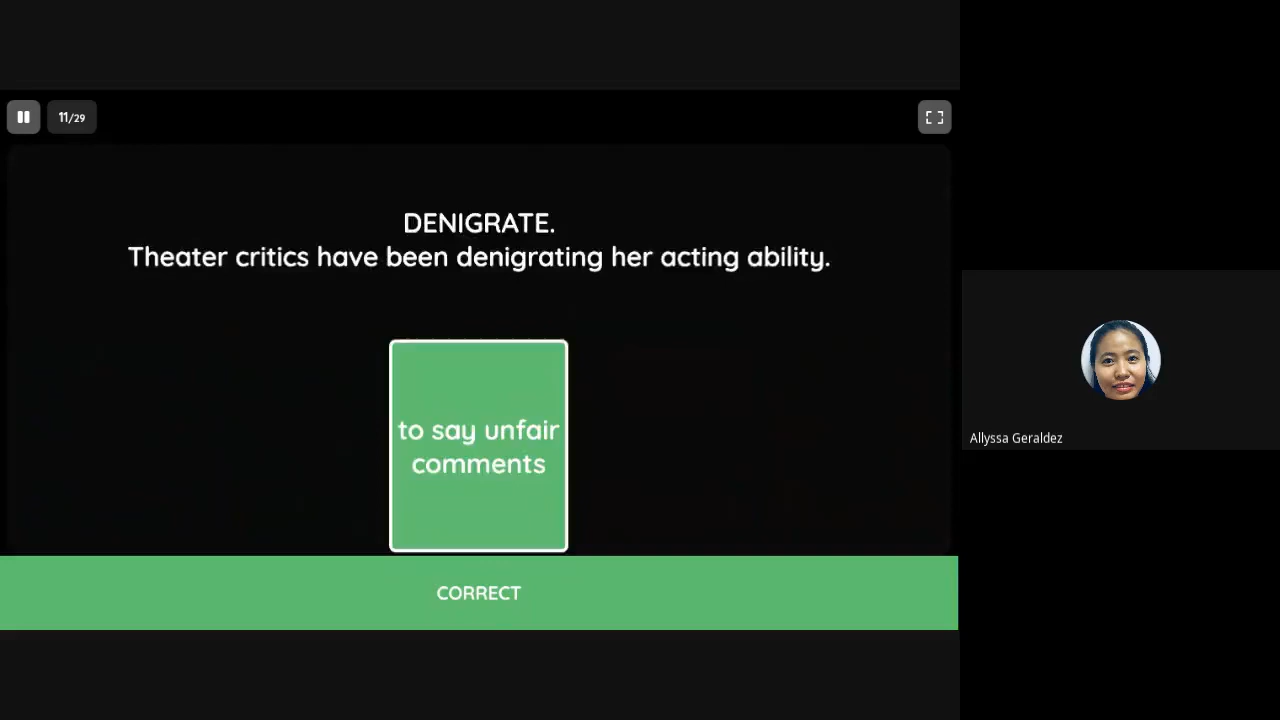 11/29
DENIGRATE.
Theater critics have been denigrating her acting ability.
to say unfair
comments
CORRECT
Allyssa Geraldez